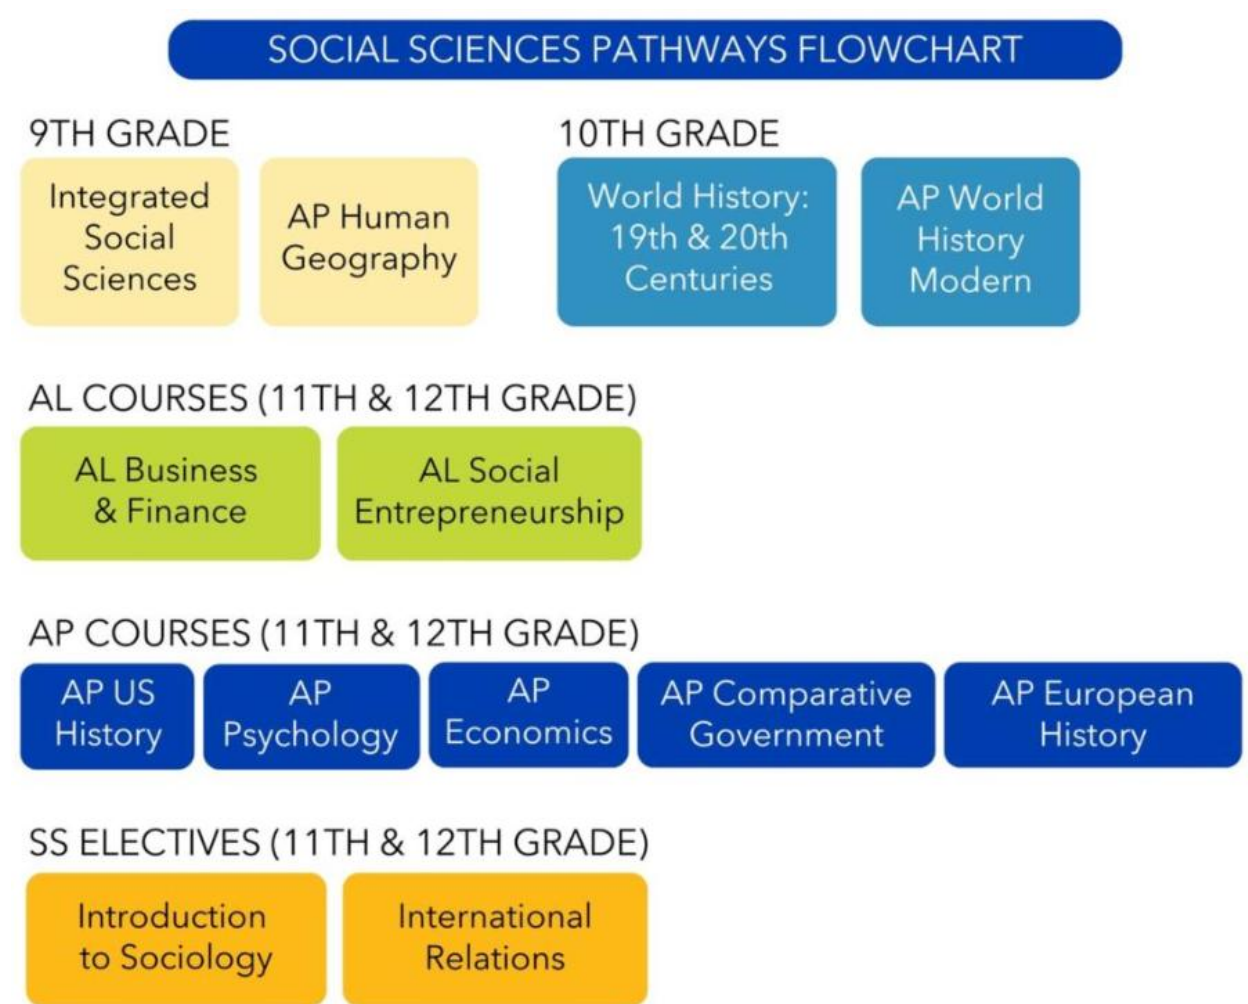 SOCIAL SCIENCES PATHWAYS FLOWCHART
9TH GRADE
Integrated
Social
Sciences
AP Human
Geography
10TH GRADE
World History:
19th & 20th
Centuries
AP World
History
Modern
AL COURSES (11TH & 12TH GRADE)
AL Business
& Finance
AL Social
Entrepreneurship
AP COURSES (11TH & 12TH GRADE)
AP US
History
AP
Psychology
AP
Economics
AP Comparative
Government
AP European
History
SS ELECTIVES (11TH & 12TH GRADE)
Introduction
to Sociology
International
Relations